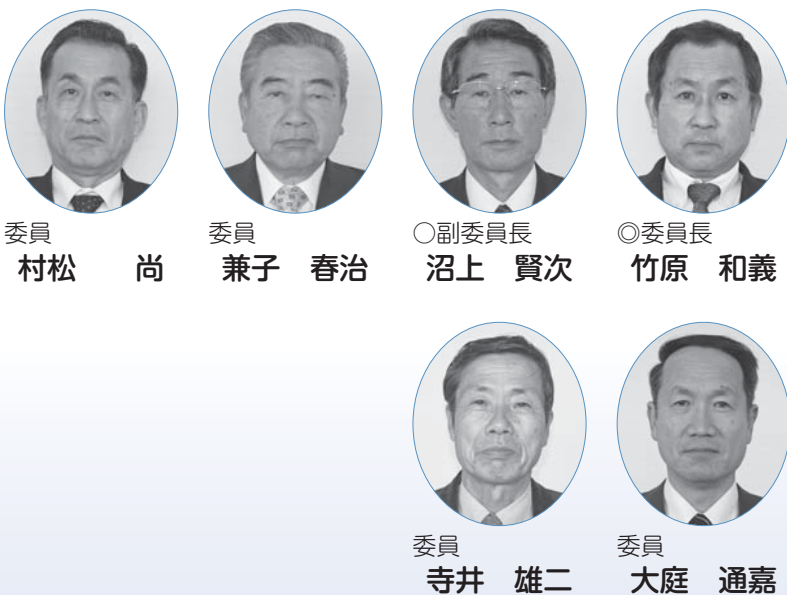 委員
村松　尚
委員
兼子　春治
○副委員長
沼上　賢次
◎委員長
竹原　和義
委員
寺井　雄二
委員
大庭　通嘉